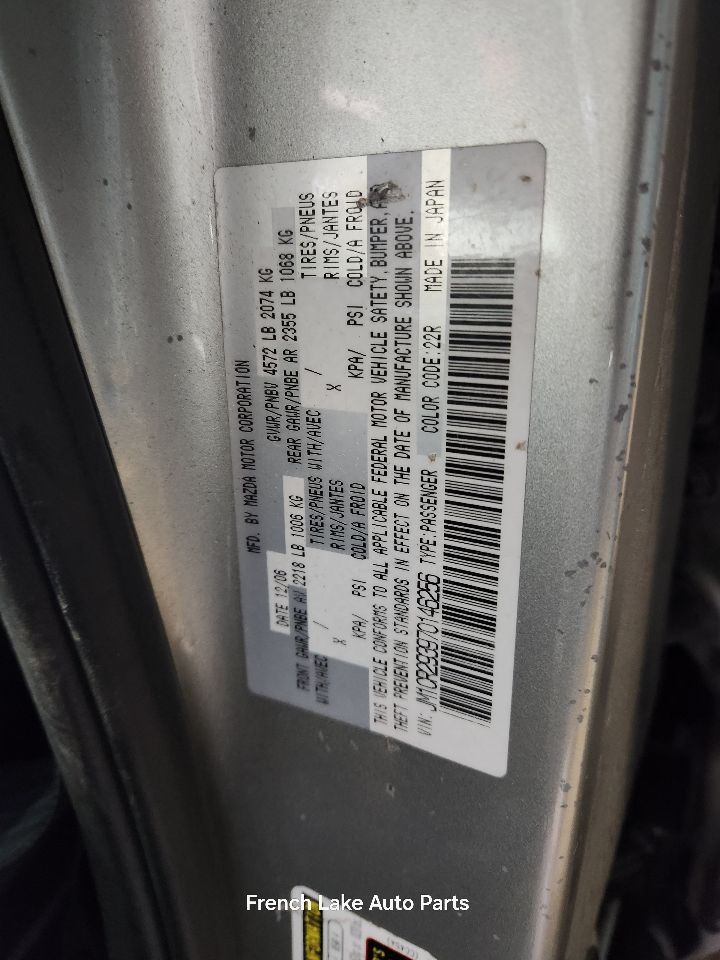 MFD. BY MAZDA MOTOR CORPORATION
DATE 12/06 GVWR/PNBV 4572 LB 2074 KG
FRONT GAWR/PNBE AV 2218 LB 1006 KG REAR GAWR/PNBE AR 2355 LB 1068 KG
WITH/AVEC / TIRES/PNEUS WITH/AVEC / TIRES/PNEUS
X RIMS/JANTES X RIMS/JANTES
KPA/ PSI COLD/A FROID KPA/ PSI COLD/A FROID
THIS VEHICLE CONFORMS TO ALL APPLICABLE FEDERAL MOTOR VEHICLE SATETY, BUMPER,
THEFT PREVENTION STANDARDS IN EFFECT ON THE DATE OF MANUFACTURE SHOWN ABOVE.
VIN: JM1CR293970146256 TYPE:PASSENGER COLOR CODE:22R MADE IN JAPAN
French Lake Auto Parts